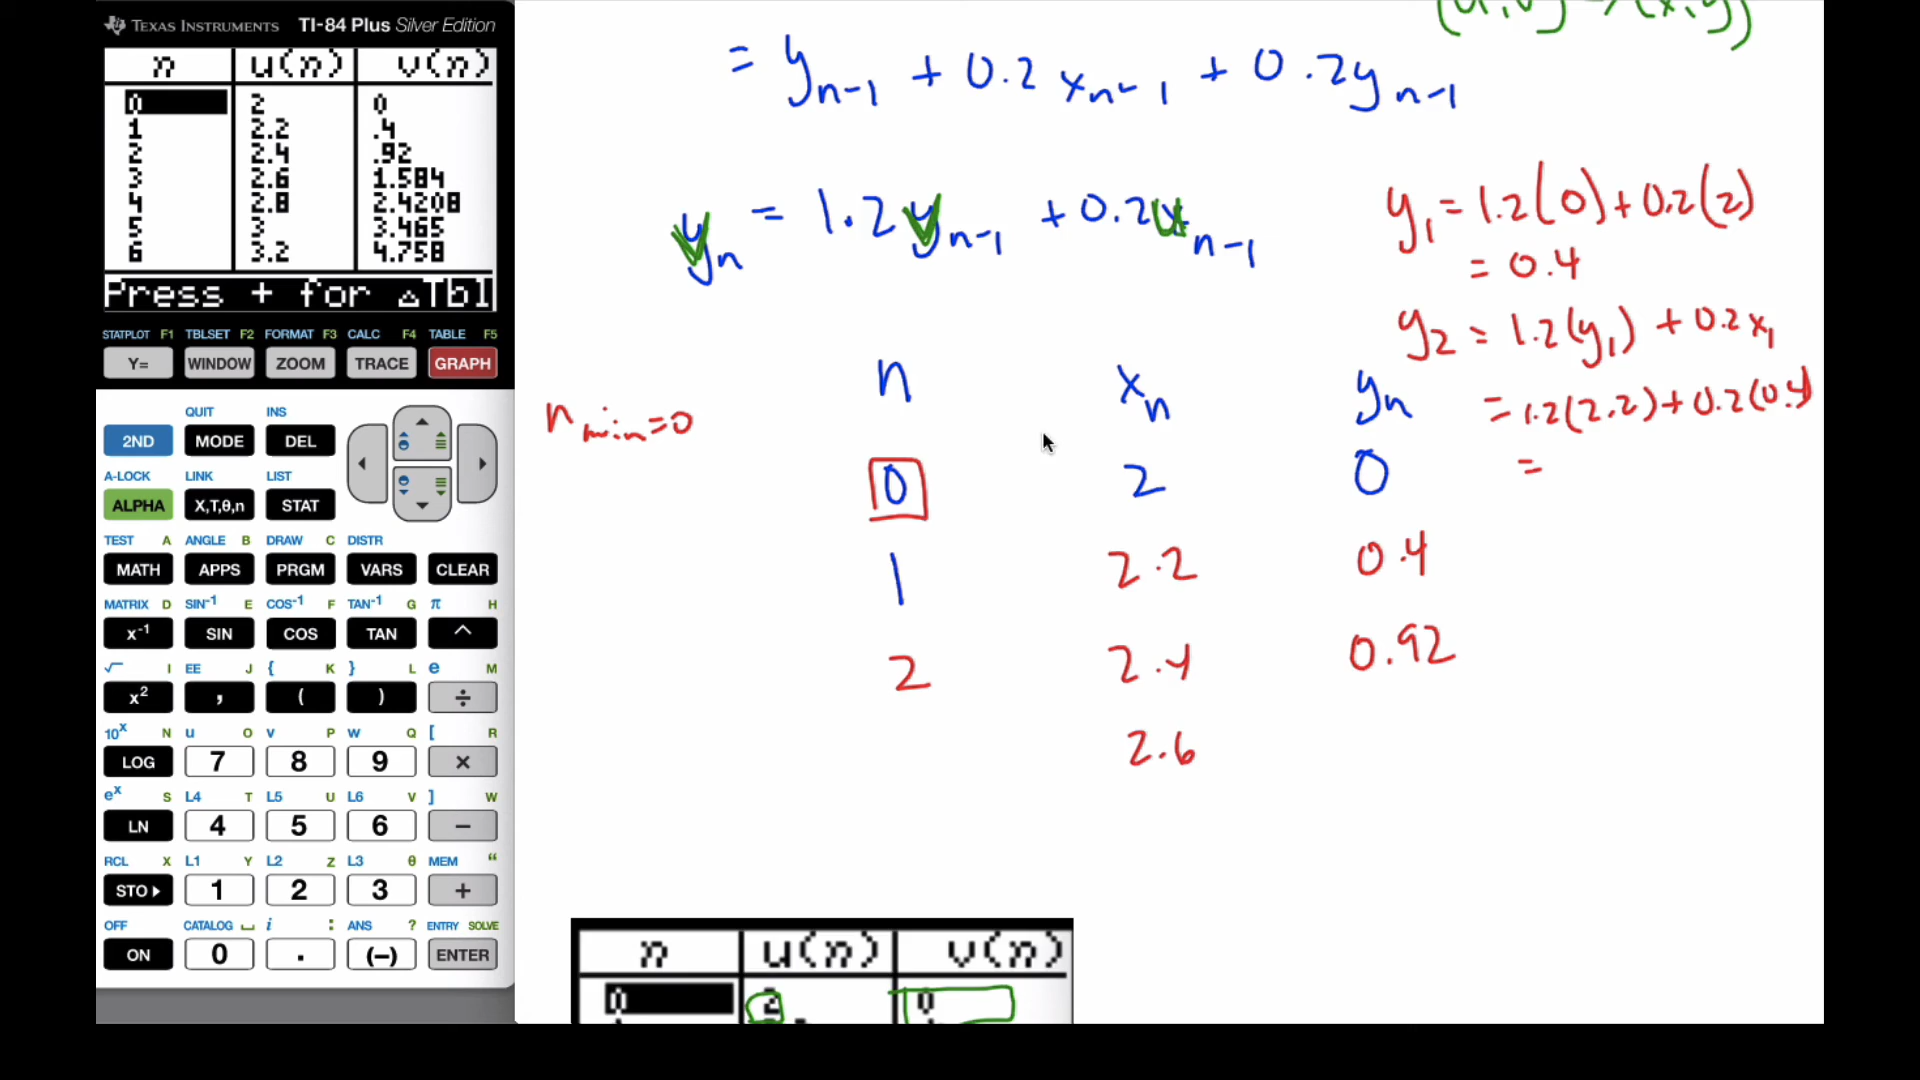 TEXAS INSTRUMENTS TI-84 Plus Silver Edition
n u(n) v(n)
0 2 0
1 2.2 .4
2 2.4 .92
3 2.6 1.584
4 2.8 2.4208
5 3 3.465
6 3.2 4.758
Press + for △Tbl
STATPLOT F1 TBLSET F2 FORMAT F3 CALC F4 TABLE F5
Y= WINDOW ZOOM TRACE GRAPH
QUIT INS
2ND MODE DEL
A-LOCK LINK LIST
ALPHA X,T,θ,n STAT
TEST A ANGLE B DRAW C DISTR
MATH APPS PRGM VARS CLEAR
MATRIX D SIN⁻¹ E COS⁻¹ F TAN⁻¹ G π H
x⁻¹ SIN COS TAN ^
√ I EE J { K } L e M
x² , ( ) ÷
10ˣ N u O v P w Q [ R
LOG 7 8 9 ×
eˣ S L4 T L5 U L6 V ] W
LN 4 5 6 −
RCL X L1 Y L2 Z L3 θ MEM “
STO▸ 1 2 3 +
OFF CATALOG ⎵ i : ANS ? ENTRY SOLVE
ON 0 . (−) ENTER
(u,v) → (x,y)
= yₙ₋₁ + 0.2 xₙ₋₁ + 0.2yₙ₋₁
yₙ = 1.2yₙ₋₁ + 0.2xₙ₋₁
v v u
y₁ = 1.2(0) + 0.2(2)
= 0.4
y₂ = 1.2(y₁) + 0.2x₁
= 1.2(2.2) + 0.2(0.4)
=
n min = 0
n xₙ yₙ
0 2 0
1 2.2 0.4
2 2.4 0.92
2.6
n u(n) v(n)
0 2 0